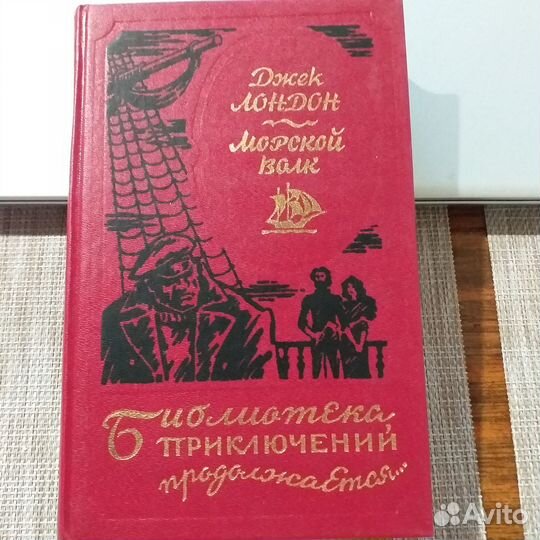 Джек
ЛОНДОН
МОРСКОЙ
ВОЛК
Библиотека
ПРИКЛЮЧЕНИЙ
продолжается...
Avito